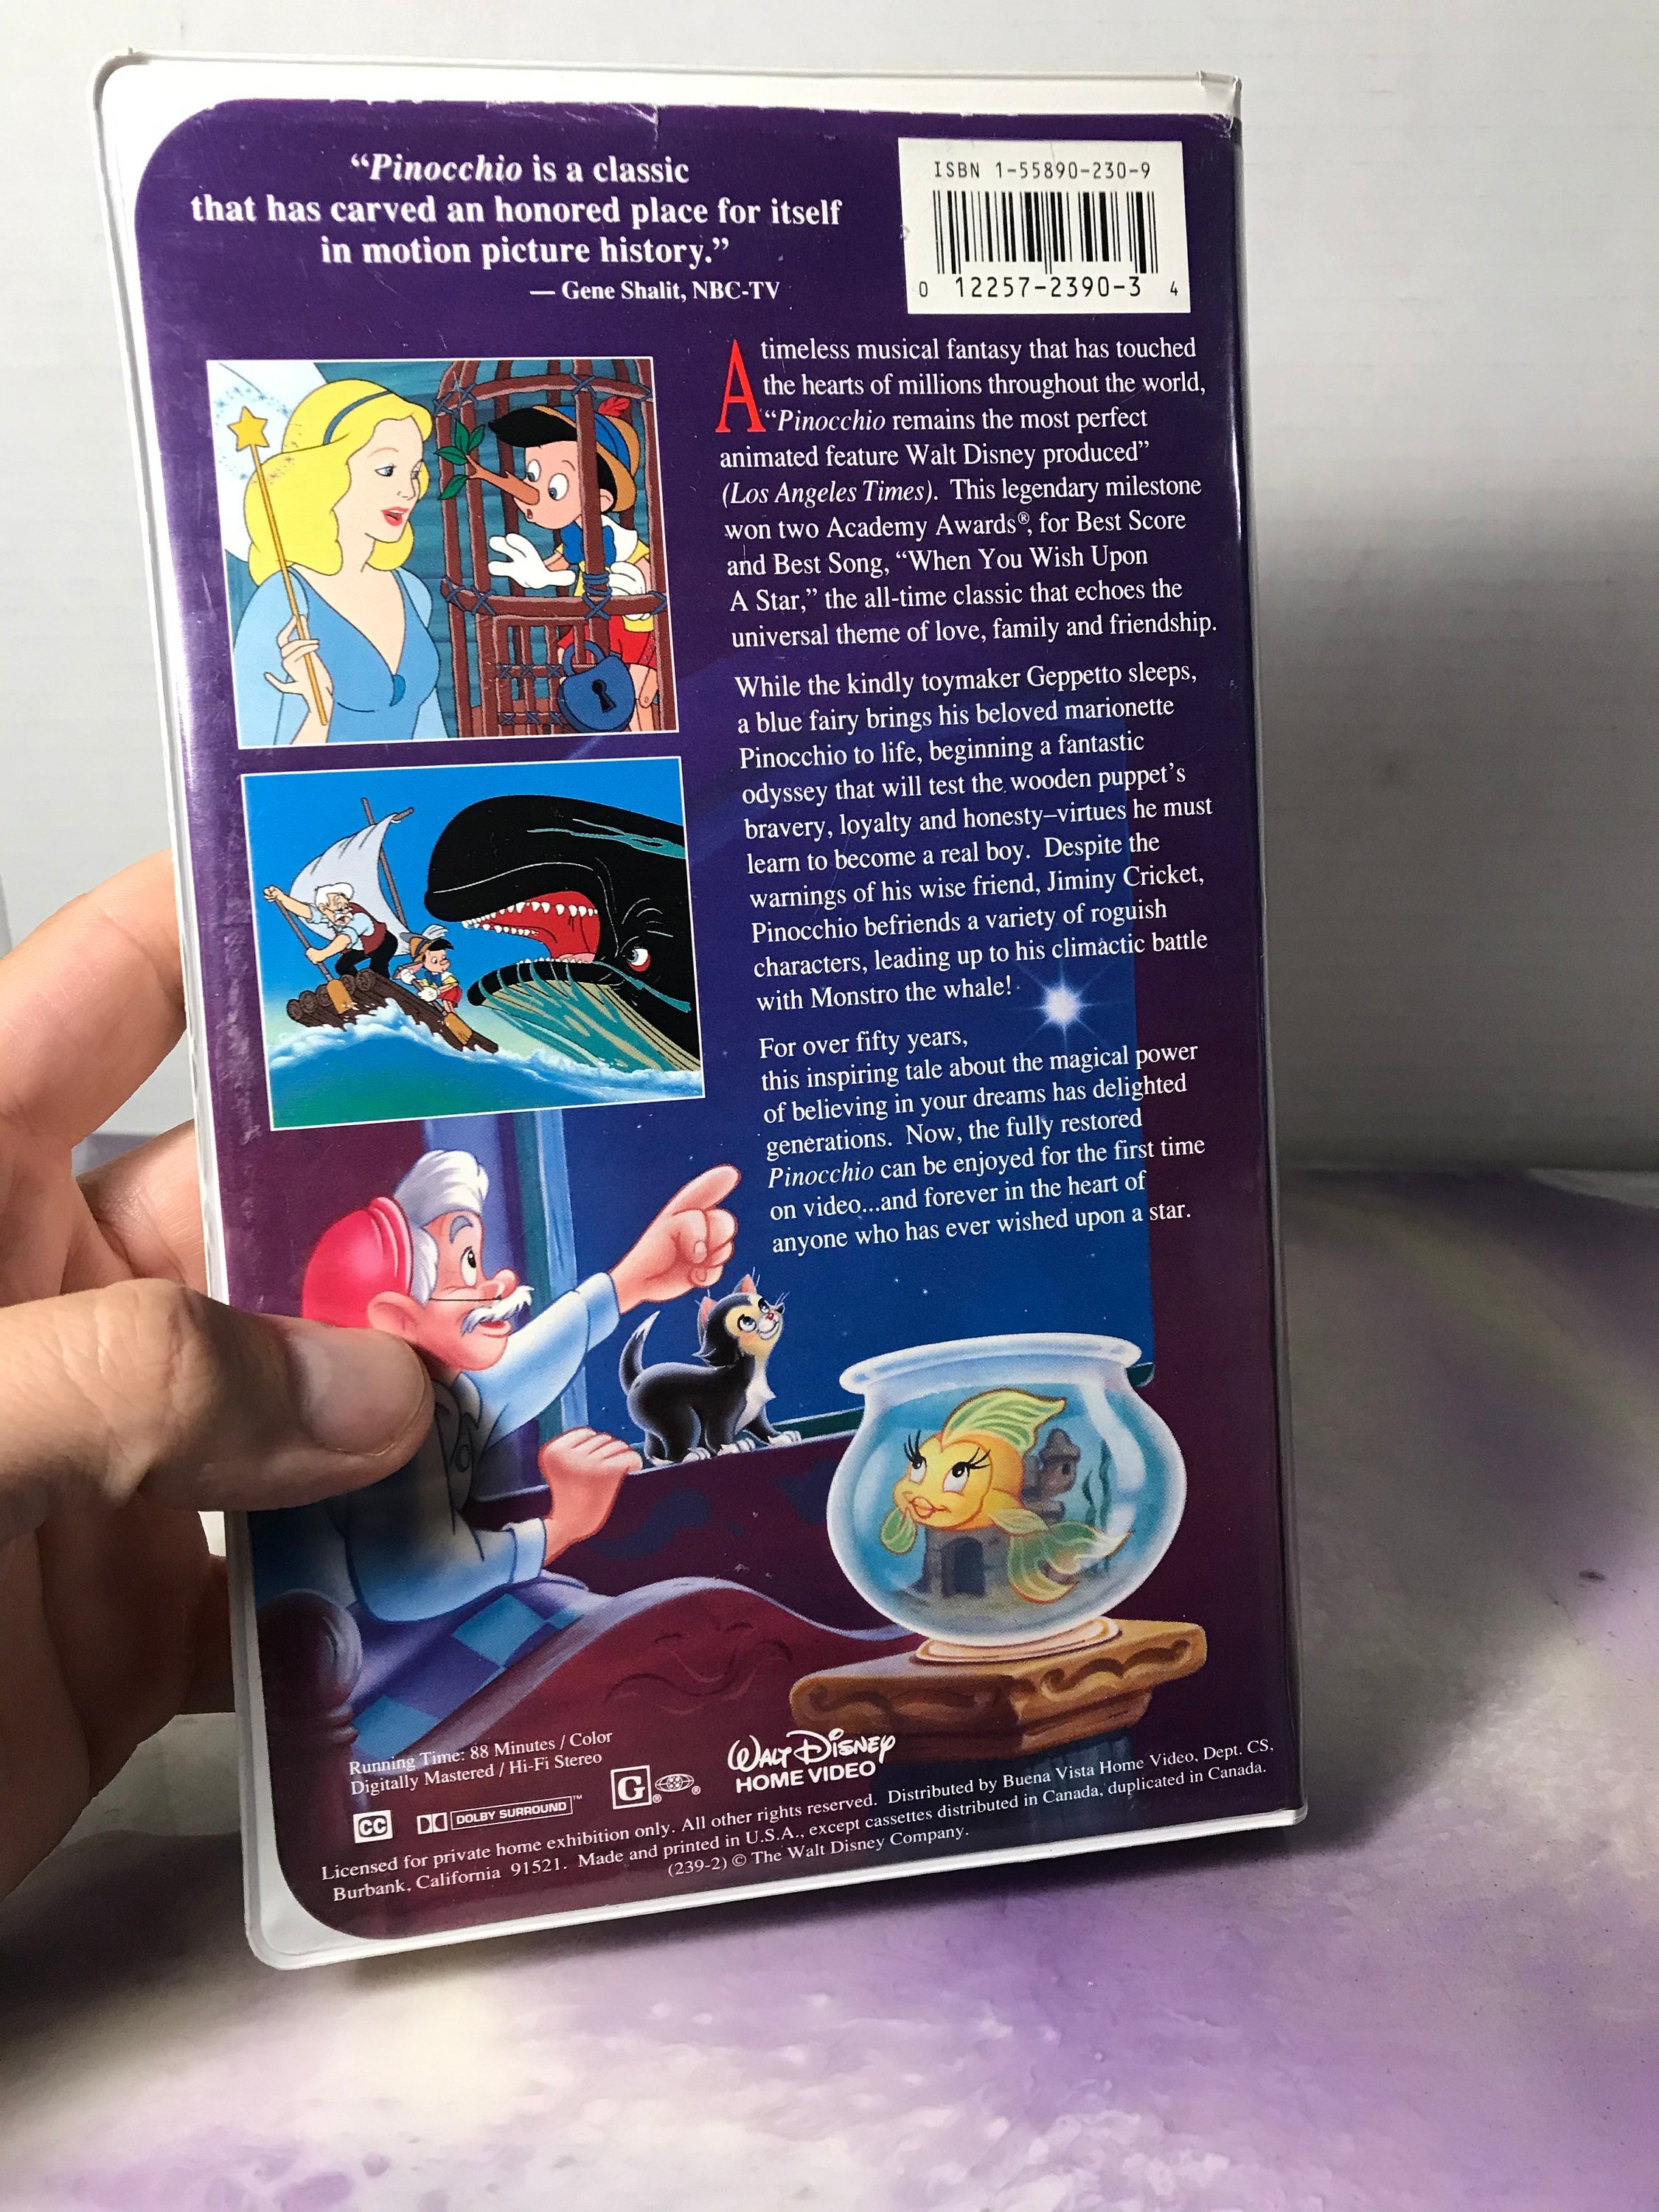 “Pinocchio is a classic
that has carved an honored place for itself
in motion picture history.”
— Gene Shalit, NBC-TV
ISBN 1-55890-230-9
0 12257-2390-3 4
A timeless musical fantasy that has touched
the hearts of millions throughout the world,
“Pinocchio remains the most perfect
animated feature Walt Disney produced”
(Los Angeles Times). This legendary milestone
won two Academy Awards®, for Best Score
and Best Song, “When You Wish Upon
A Star,” the all-time classic that echoes the
universal theme of love, family and friendship.
While the kindly toymaker Geppetto sleeps,
a blue fairy brings his beloved marionette
Pinocchio to life, beginning a fantastic
odyssey that will test the wooden puppet’s
bravery, loyalty and honesty–virtues he must
learn to become a real boy. Despite the
warnings of his wise friend, Jiminy Cricket,
Pinocchio befriends a variety of roguish
characters, leading up to his climactic battle
with Monstro the whale!
For over fifty years,
this inspiring tale about the magical power
of believing in your dreams has delighted
generations. Now, the fully restored
Pinocchio can be enjoyed for the first time
on video...and forever in the heart of
anyone who has ever wished upon a star.
Running Time: 88 Minutes / Color
Digitally Mastered / Hi-Fi Stereo
CC DOLBY SURROUND™
G® ®
WALT DISNEY
HOME VIDEO
Licensed for private home exhibition only. All other rights reserved. Distributed by Buena Vista Home Video, Dept. CS,
Burbank, California 91521. Made and printed in U.S.A., except cassettes distributed in Canada, duplicated in Canada.
(239-2) © The Walt Disney Company.